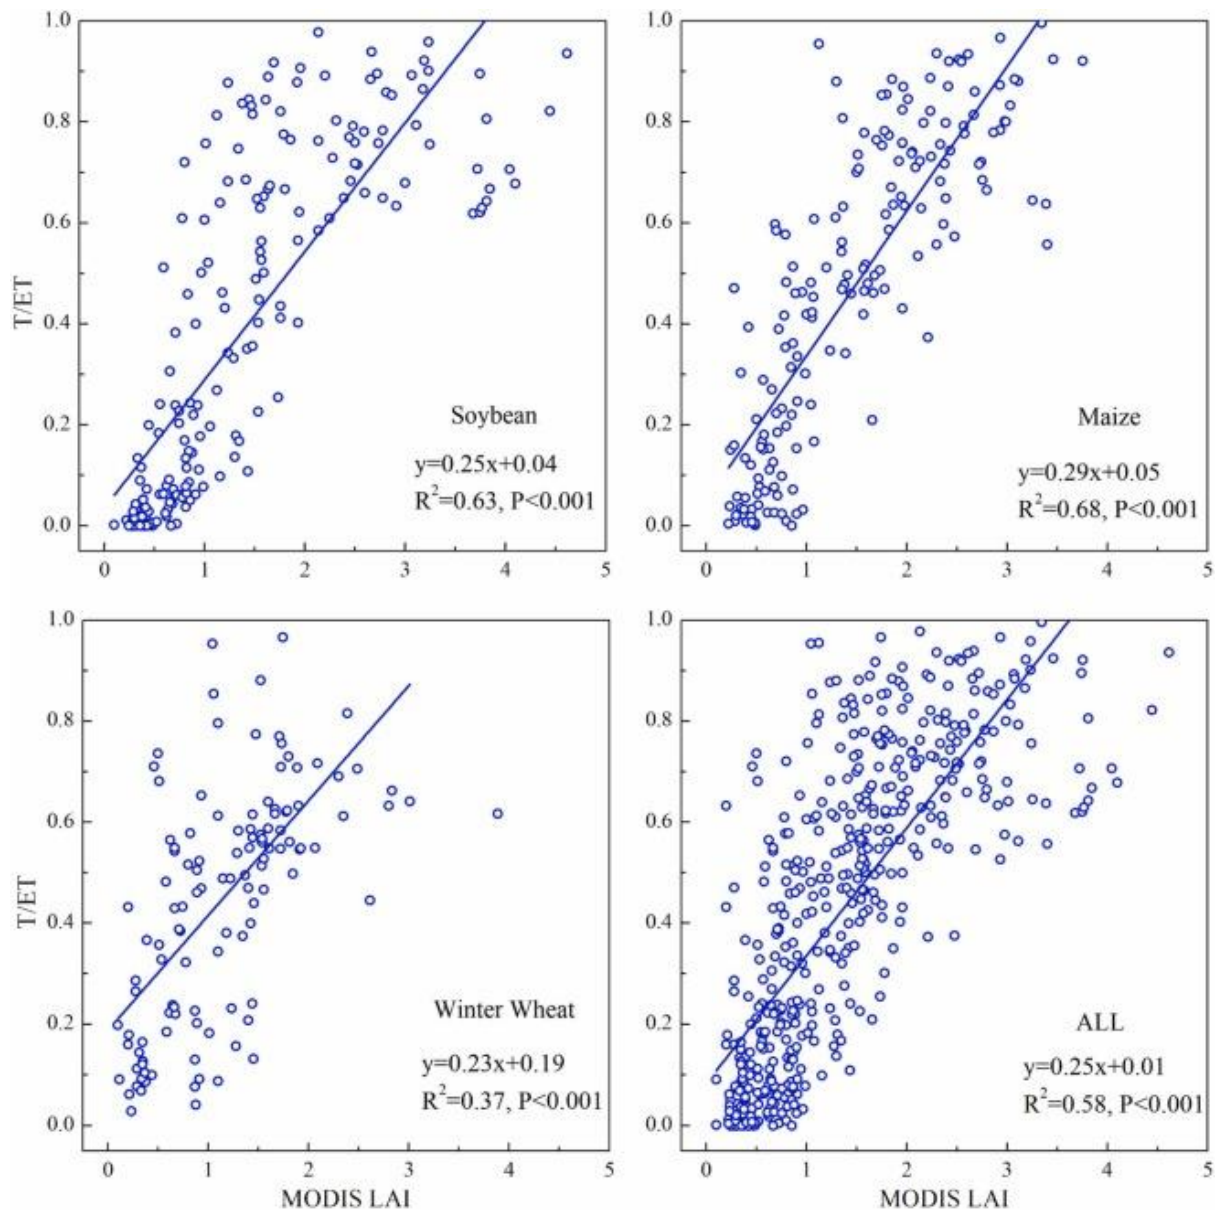 1.0
0.8
0.6
0.4
0.2
0.0
T/ET
Soybean
y=0.25x+0.04
R²=0.63, P<0.001
0 1 2 3 4 5
1.0
0.8
0.6
0.4
0.2
0.0
Maize
y=0.29x+0.05
R²=0.68, P<0.001
0 1 2 3 4 5
1.0
0.8
0.6
0.4
0.2
0.0
T/ET
Winter Wheat
y=0.23x+0.19
R²=0.37, P<0.001
0 1 2 3 4 5
MODIS LAI
1.0
0.8
0.6
0.4
0.2
0.0
ALL
y=0.25x+0.01
R²=0.58, P<0.001
0 1 2 3 4 5
MODIS LAI